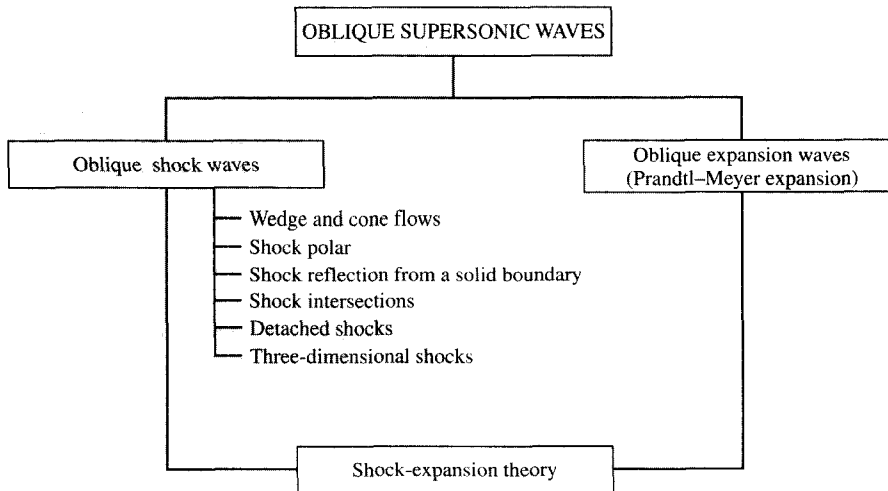 OBLIQUE SUPERSONIC WAVES
Oblique shock waves
Oblique expansion waves
(Prandtl–Meyer expansion)
Wedge and cone flows
Shock polar
Shock reflection from a solid boundary
Shock intersections
Detached shocks
Three-dimensional shocks
Shock-expansion theory